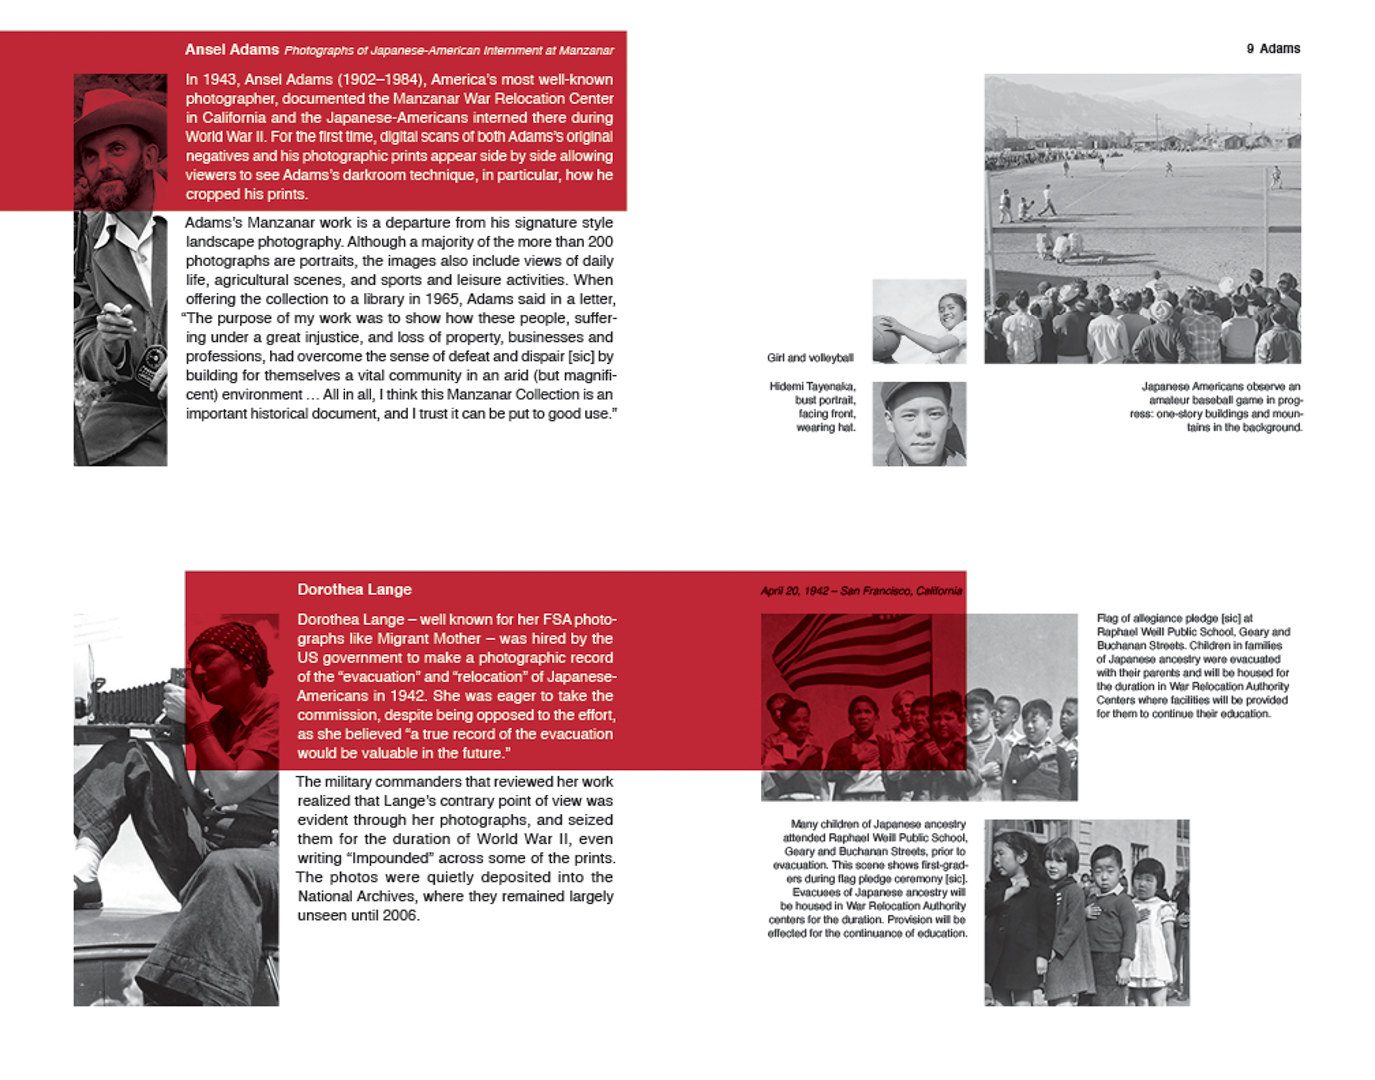 Ansel Adams Photographs of Japanese-American Internment at Manzanar
In 1943, Ansel Adams (1902–1984), America's most well-known
photographer, documented the Manzanar War Relocation Center
in California and the Japanese-Americans interned there during
World War II. For the first time, digital scans of both Adams's original
negatives and his photographic prints appear side by side allowing
viewers to see Adams's darkroom technique, in particular, how he
cropped his prints.
Adams's Manzanar work is a departure from his signature style
landscape photography. Although a majority of the more than 200
photographs are portraits, the images also include views of daily
life, agricultural scenes, and sports and leisure activities. When
offering the collection to a library in 1965, Adams said in a letter,
“The purpose of my work was to show how these people, suffer-
ing under a great injustice, and loss of property, businesses and
professions, had overcome the sense of defeat and dispair [sic] by
building for themselves a vital community in an arid (but magnifi-
cent) environment … All in all, I think this Manzanar Collection is an
important historical document, and I trust it can be put to good use.”
9 Adams
Girl and volleyball
Hidemi Tayenaka,
bust portrait,
facing front,
wearing hat.
Japanese Americans observe an
amateur baseball game in prog-
ress: one-story buildings and moun-
tains in the background.
Dorothea Lange
Dorothea Lange – well known for her FSA photo-
graphs like Migrant Mother – was hired by the
US government to make a photographic record
of the “evacuation” and “relocation” of Japanese-
Americans in 1942. She was eager to take the
commission, despite being opposed to the effort,
as she believed “a true record of the evacuation
would be valuable in the future.”
The military commanders that reviewed her work
realized that Lange's contrary point of view was
evident through her photographs, and seized
them for the duration of World War II, even
writing “Impounded” across some of the prints.
The photos were quietly deposited into the
National Archives, where they remained largely
unseen until 2006.
April 20, 1942 – San Francisco, California
Flag of allegiance pledge [sic] at
Raphael Weill Public School, Geary and
Buchanan Streets. Children in families
of Japanese ancestry were evacuated
with their parents and will be housed for
the duration in War Relocation Authority
Centers where facilities will be provided
for them to continue their education.
Many children of Japanese ancestry
attended Raphael Weill Public School,
Geary and Buchanan Streets, prior to
evacuation. This scene shows first-grad-
ers during flag pledge ceremony [sic].
Evacuees of Japanese ancestry will
be housed in War Relocation Authority
centers for the duration. Provision will be
effected for the continuance of education.